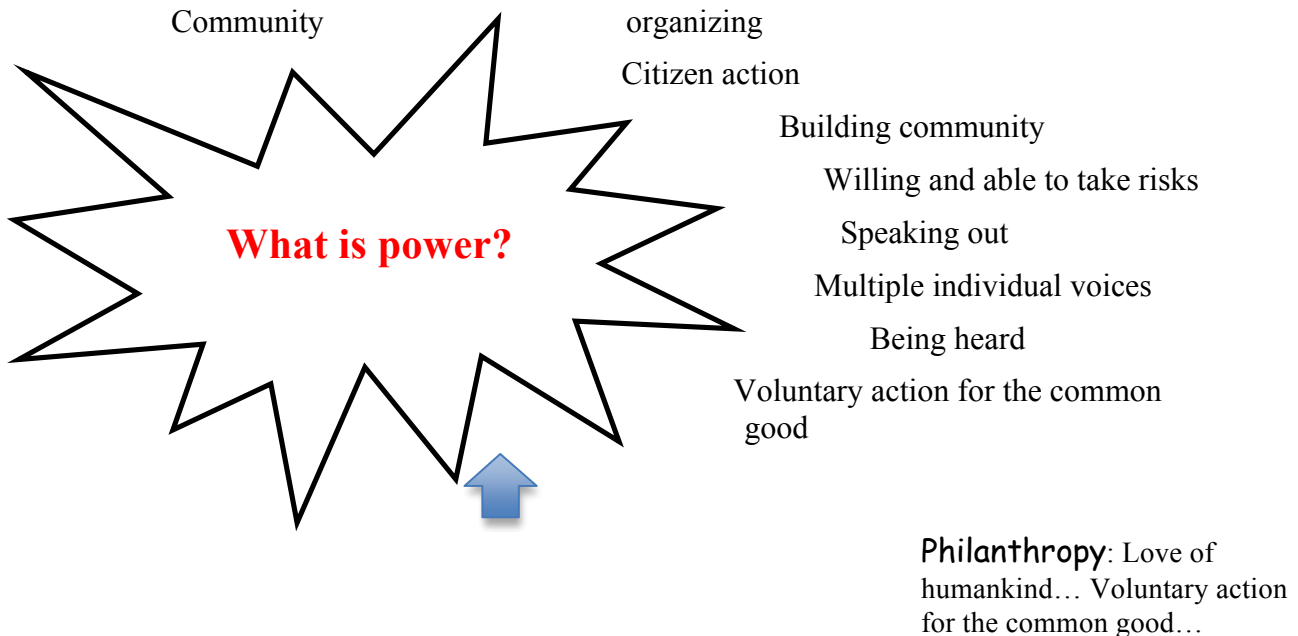 Community organizing
Citizen action
Building community
Willing and able to take risks
What is power?
Speaking out
Multiple individual voices
Being heard
Voluntary action for the common
good
Philanthropy: Love of
humankind… Voluntary action
for the common good…